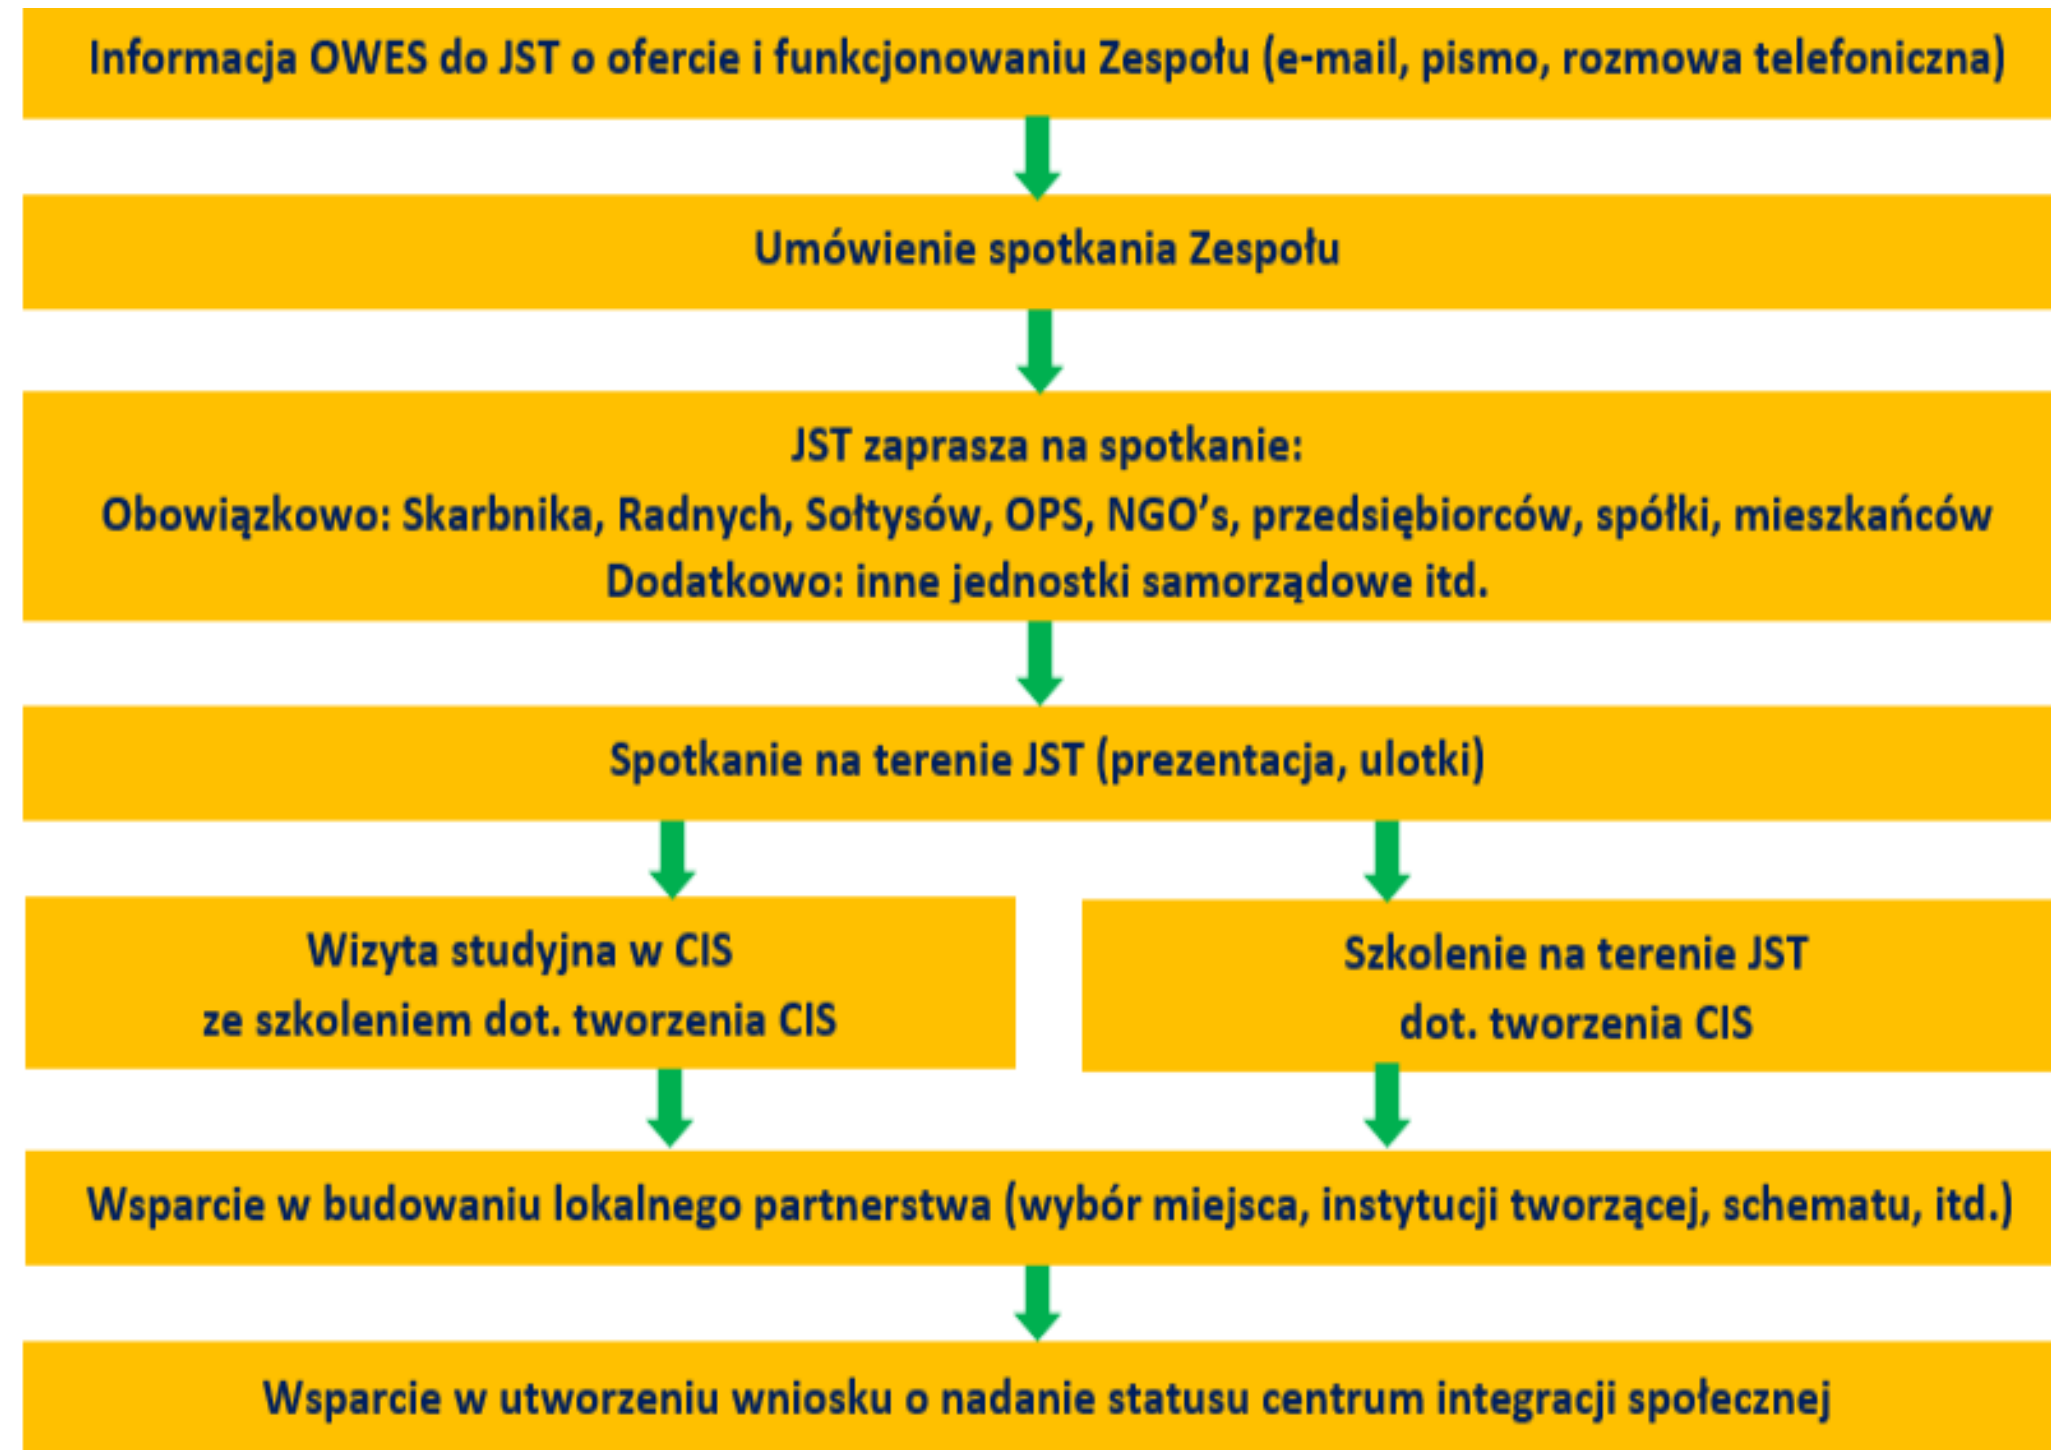 Informacja OWES do JST o ofercie i funkcjonowaniu Zespołu (e-mail, pismo, rozmowa telefoniczna)
Umówienie spotkania Zespołu
JST zaprasza na spotkanie:
Obowiązkowo: Skarbnika, Radnych, Sołtysów, OPS, NGO’s, przedsiębiorców, spółki, mieszkańców
Dodatkowo: inne jednostki samorządowe itd.
Spotkanie na terenie JST (prezentacja, ulotki)
Wizyta studyjna w CIS
ze szkoleniem dot. tworzenia CIS
Szkolenie na terenie JST
dot. tworzenia CIS
Wsparcie w budowaniu lokalnego partnerstwa (wybór miejsca, instytucji tworzącej, schematu, itd.)
Wsparcie w utworzeniu wniosku o nadanie statusu centrum integracji społecznej